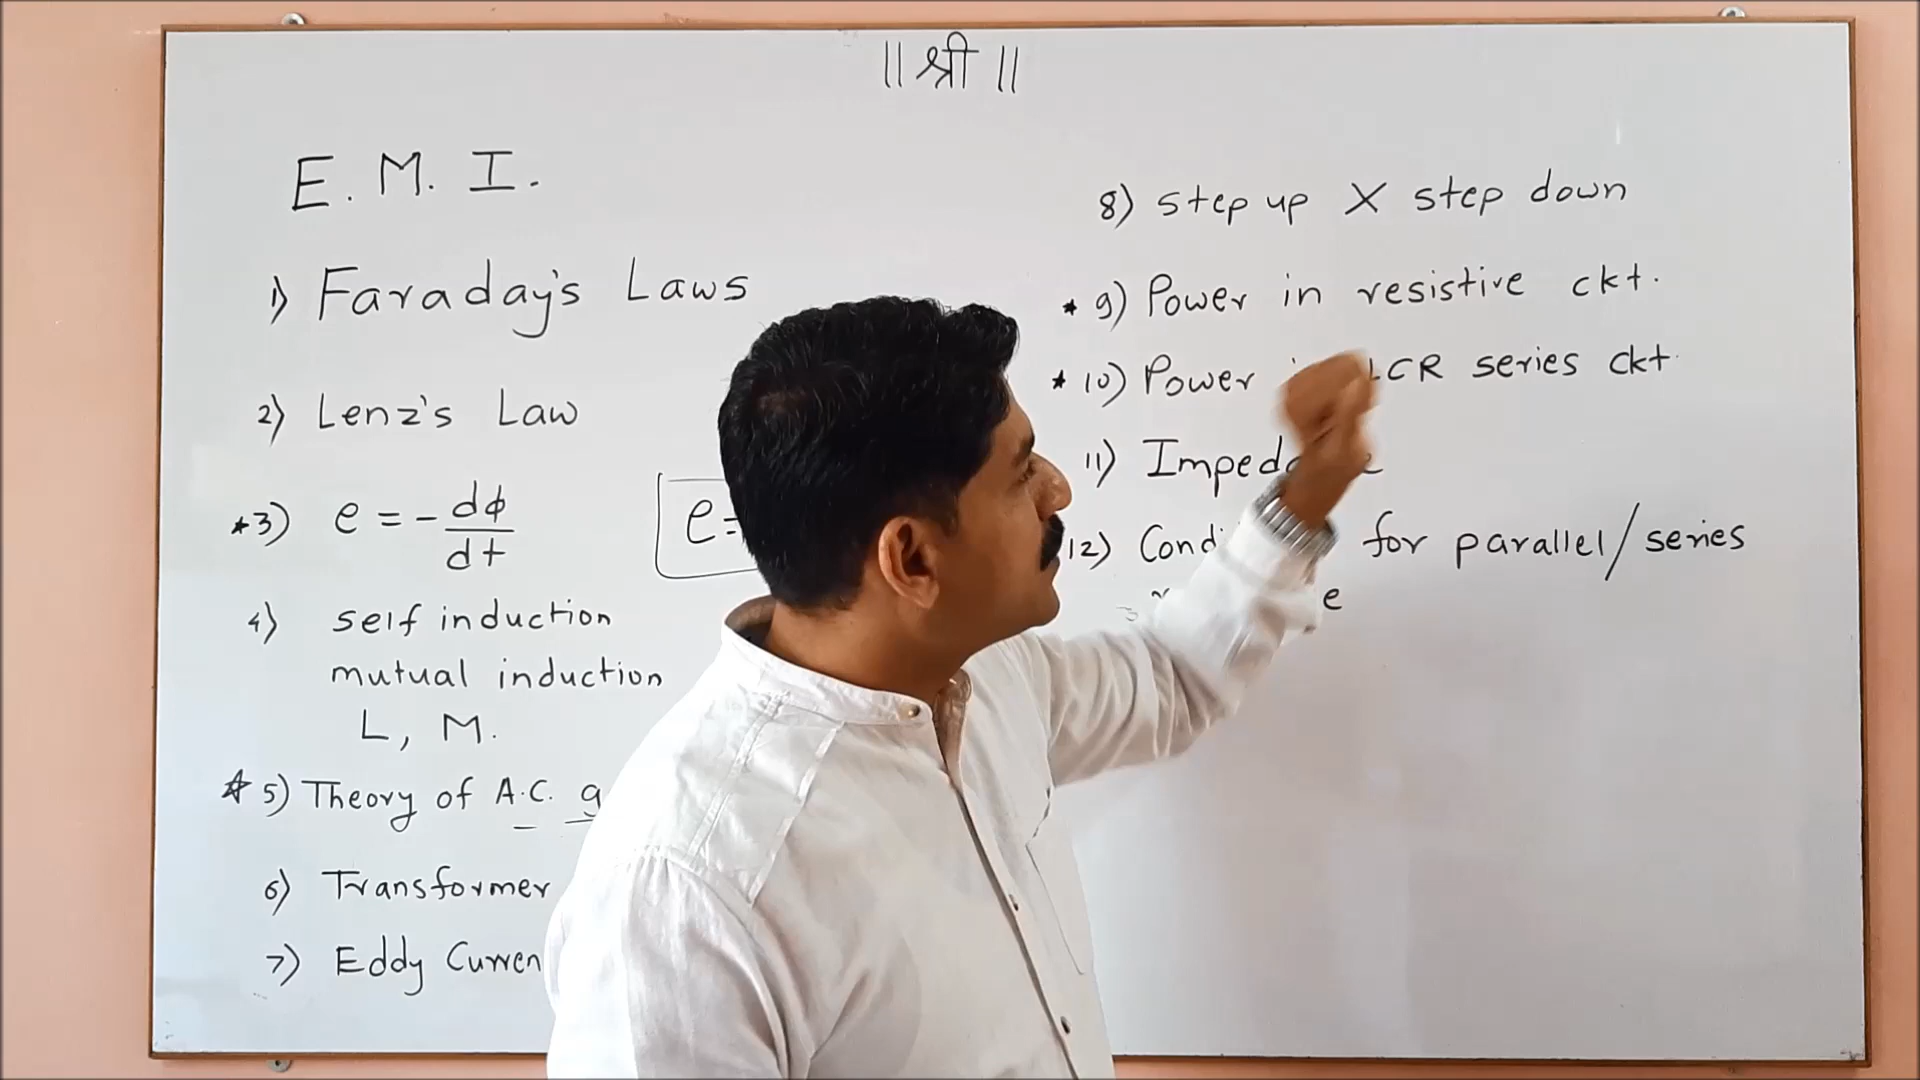 || श्री ||
E. M. I.
1) Faraday's Laws
2) Lenz's Law
*3) e = - dφ/dt
e =
4) self induction
mutual induction
L, M.
* 5) Theory of A.C.
6) Transformer
7) Eddy
8) step up X step down
* 9) Power in resistive ckt.
* 10) Power LCR series ckt.
11)
12) for parallel/series